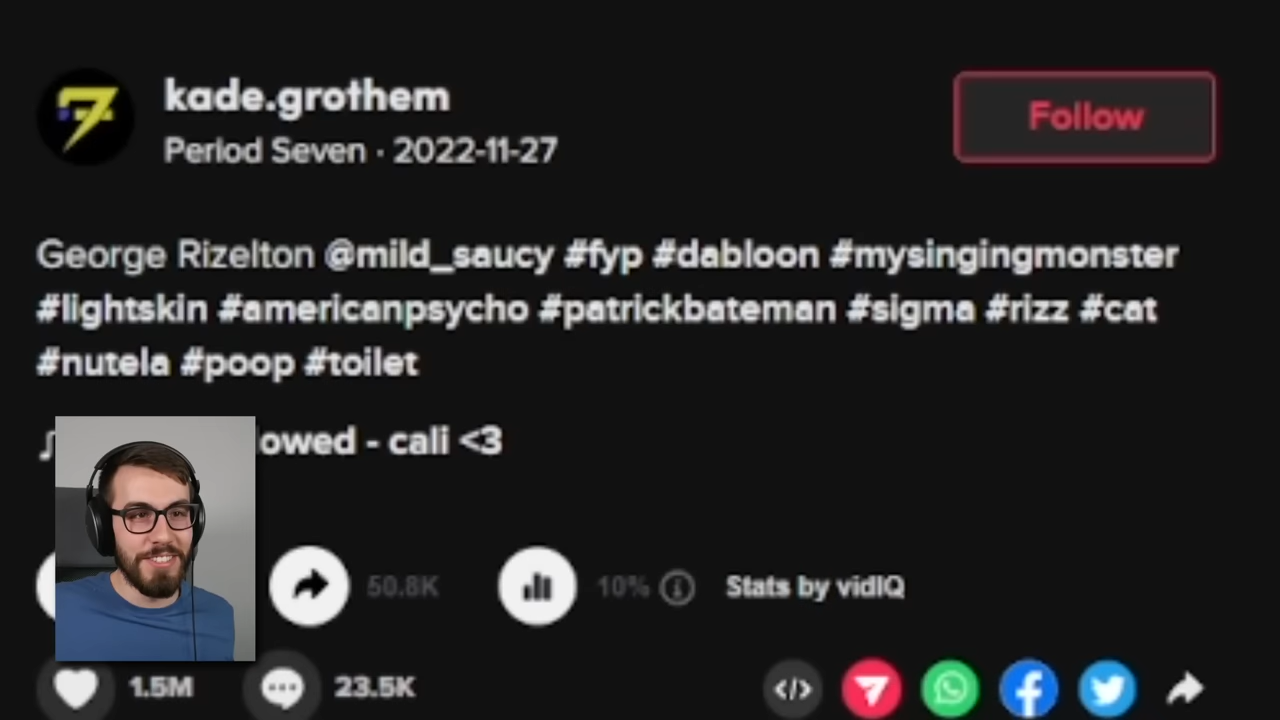 kade.grothem
Period Seven · 2022-11-27
Follow
George Rizelton @mild_saucy #fyp #dabloon #mysingingmonster
#lightskin #americanpsycho #patrickbateman #sigma #rizz #cat
#nutela #poop #toilet
lowed - cali <3
50.8K
10%
Stats by vidIQ
1.5M
23.5K